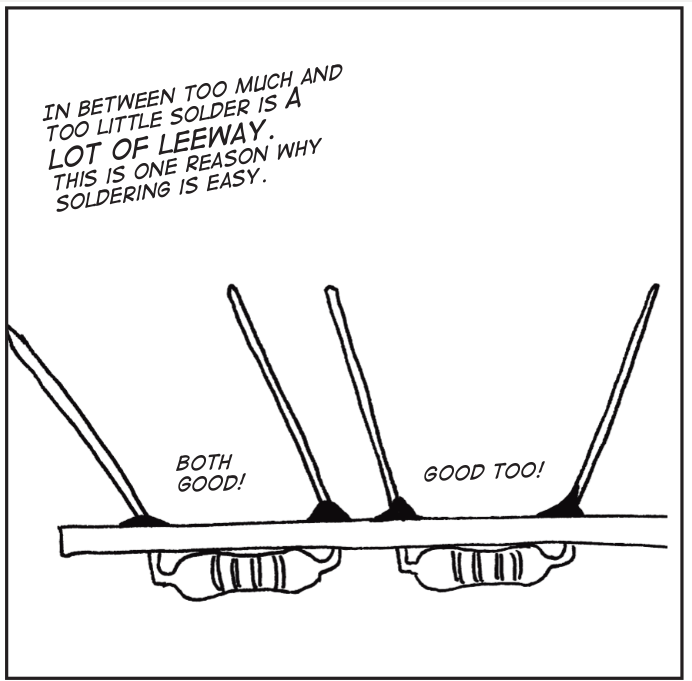 IN BETWEEN TOO MUCH AND
TOO LITTLE SOLDER IS A
LOT OF LEEWAY.
THIS IS ONE REASON WHY
SOLDERING IS EASY.
BOTH
GOOD!
GOOD TOO!